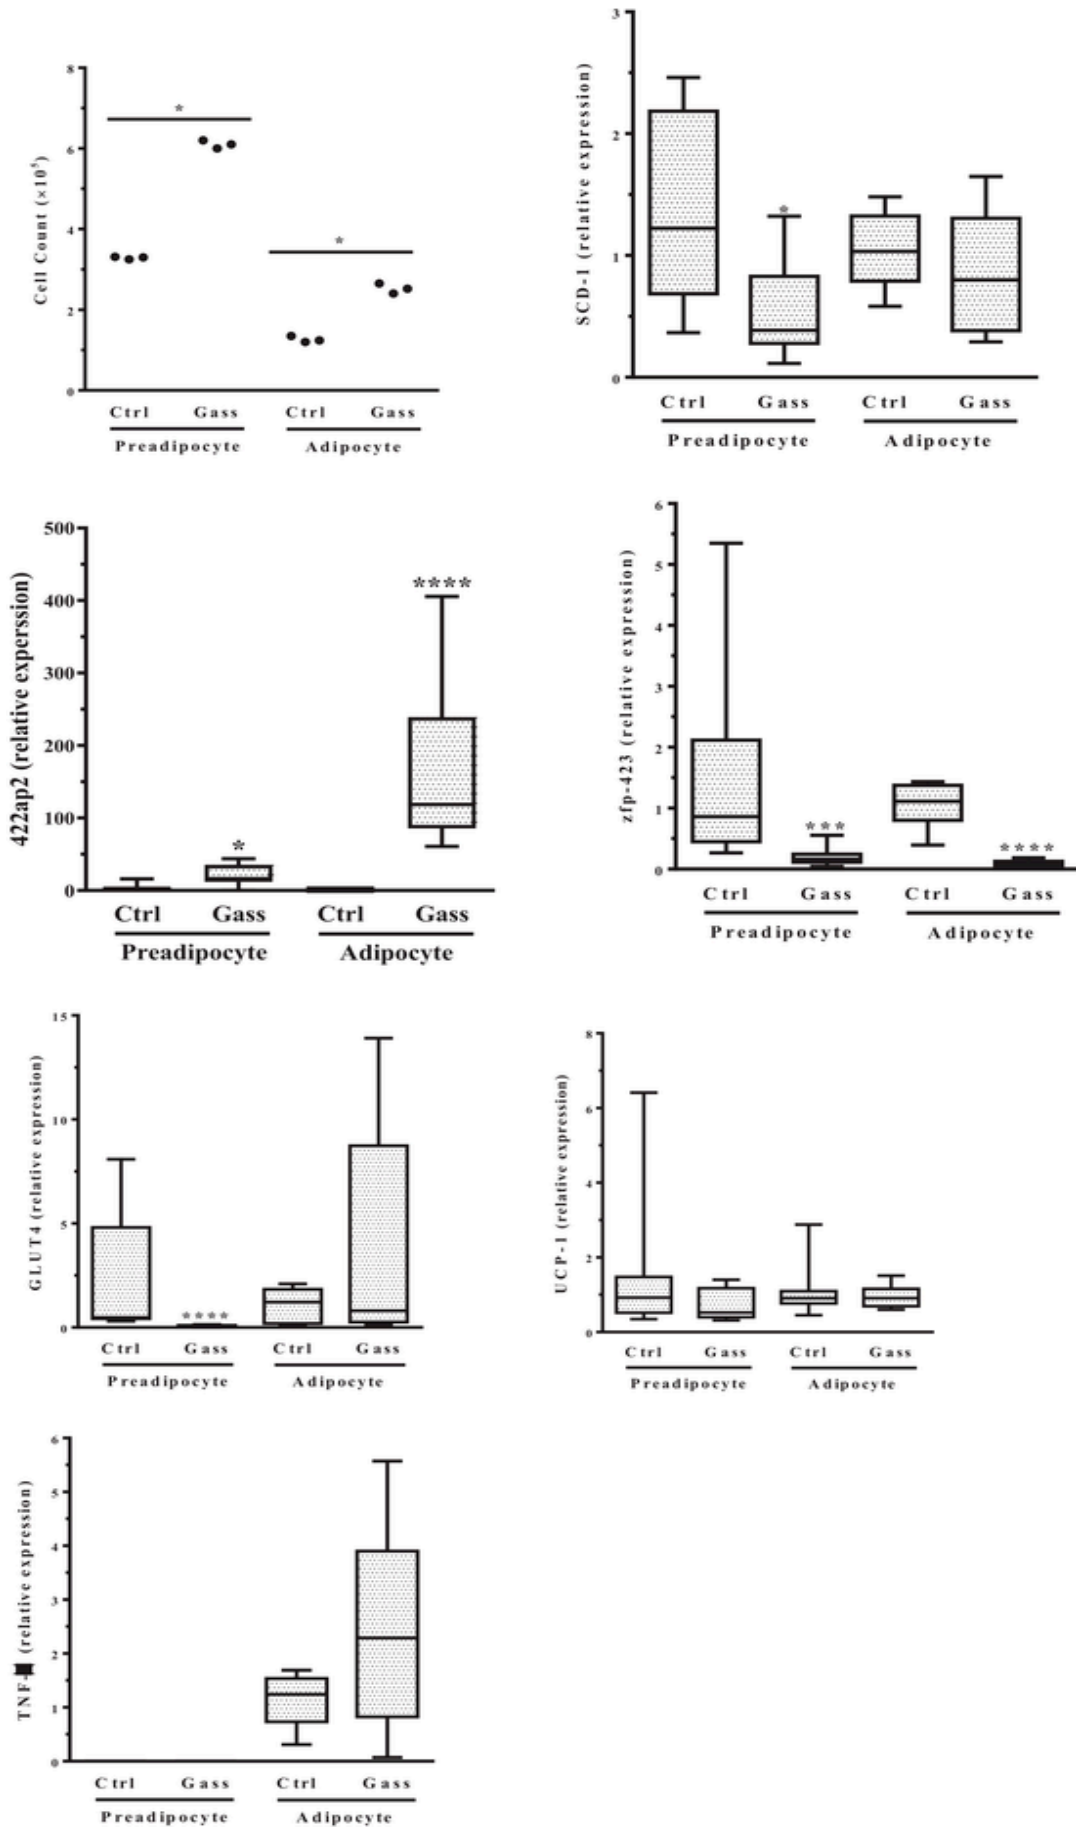 Cell Count (×10⁵)
8
6
4
2
0
*
*
Ctrl Gass Ctrl Gass
Preadipocyte Adipocyte
SCD-1 (relative expression)
3
2
1
0
*
Ctrl Gass Ctrl Gass
Preadipocyte Adipocyte
422ap2 (relative experssion)
500
400
300
200
100
0
*
****
Ctrl Gass Ctrl Gass
Preadipocyte Adipocyte
zfp-423 (relative expression)
6
5
4
3
2
1
0
***
****
Ctrl Gass Ctrl Gass
Preadipocyte Adipocyte
GLUT4 (relative expression)
15
10
5
0
****
Ctrl Gass Ctrl Gass
Preadipocyte Adipocyte
UCP-1 (relative expression)
8
6
4
2
0
Ctrl Gass Ctrl Gass
Preadipocyte Adipocyte
TNF- (relative expression)
6
5
4
3
2
1
0
Ctrl Gass Ctrl Gass
Preadipocyte Adipocyte